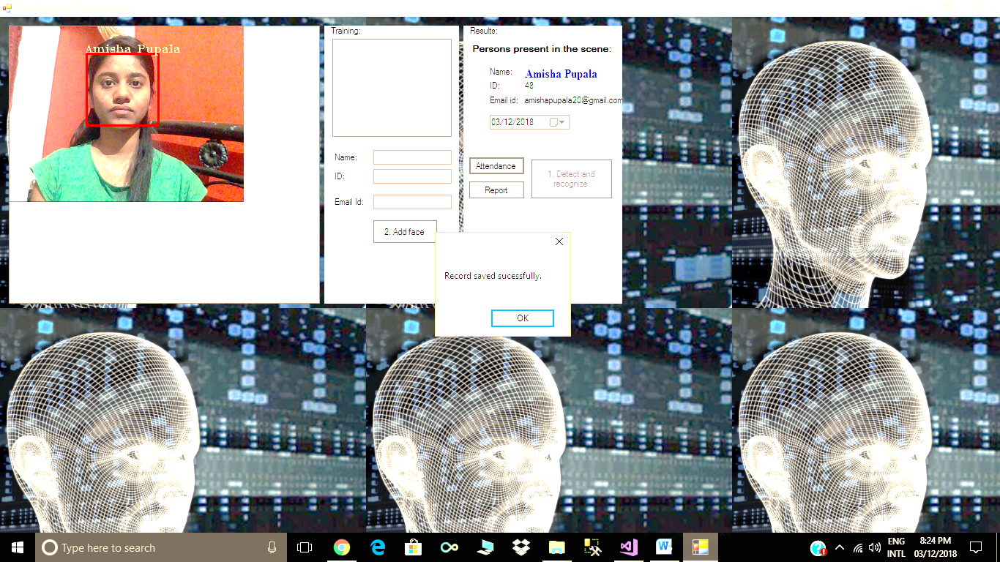 Amisha Pupala
Training:
Name:
ID:
Email Id:
2. Add face
Results:
Persons present in the scene:
Name: Amisha Pupala
ID: 48
Email id: amishapupala20@gmail.com
03/12/2018
Attendance
Report
1. Detect and
recognize
Record saved sucessfully.
OK
Type here to search
W
ENG
INTL
8:24 PM
03/12/2018